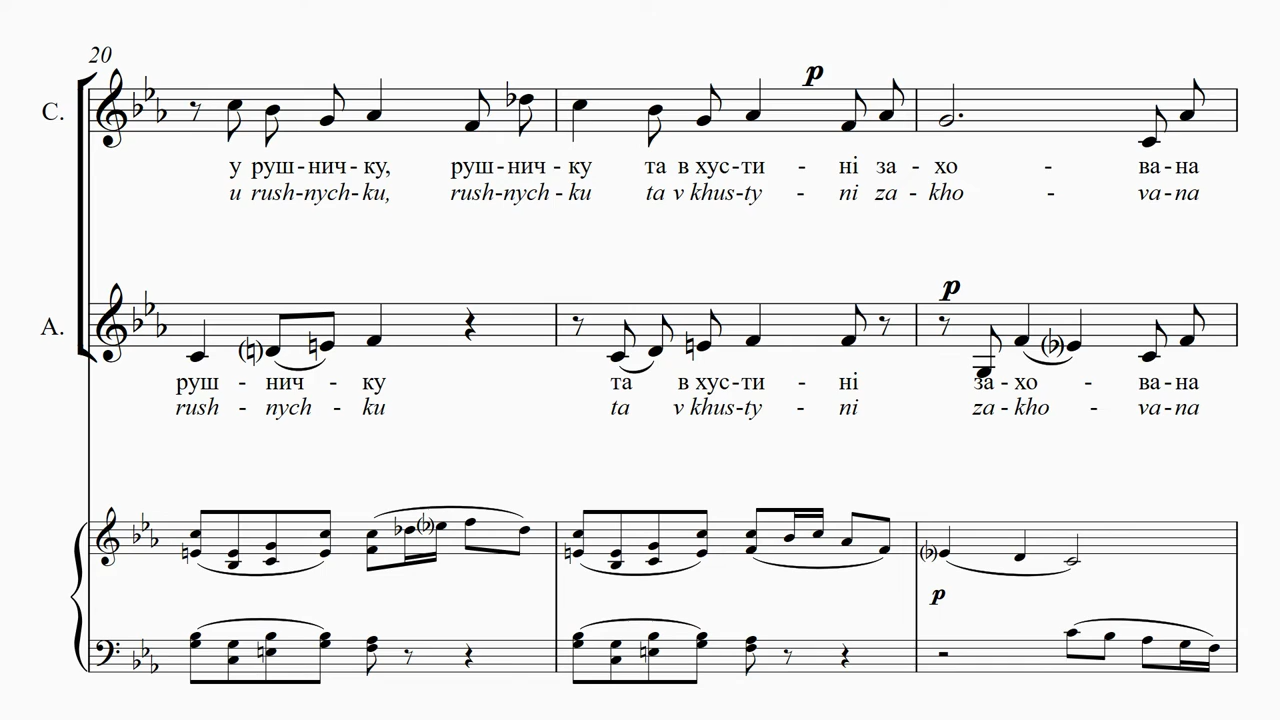 20
p
С.
у руш-нич-ку, руш-нич-ку та в хус-ти - ні за - хо - ва-на
u rush-nych-ku, rush-nych-ku ta v khus-ty - ni za-kho - va-na
p
А.
руш - нич - ку та в хус-ти - ні за-хо - ва-на
rush - nych - ku ta v khus-ty - ni za-kho - va-na
p